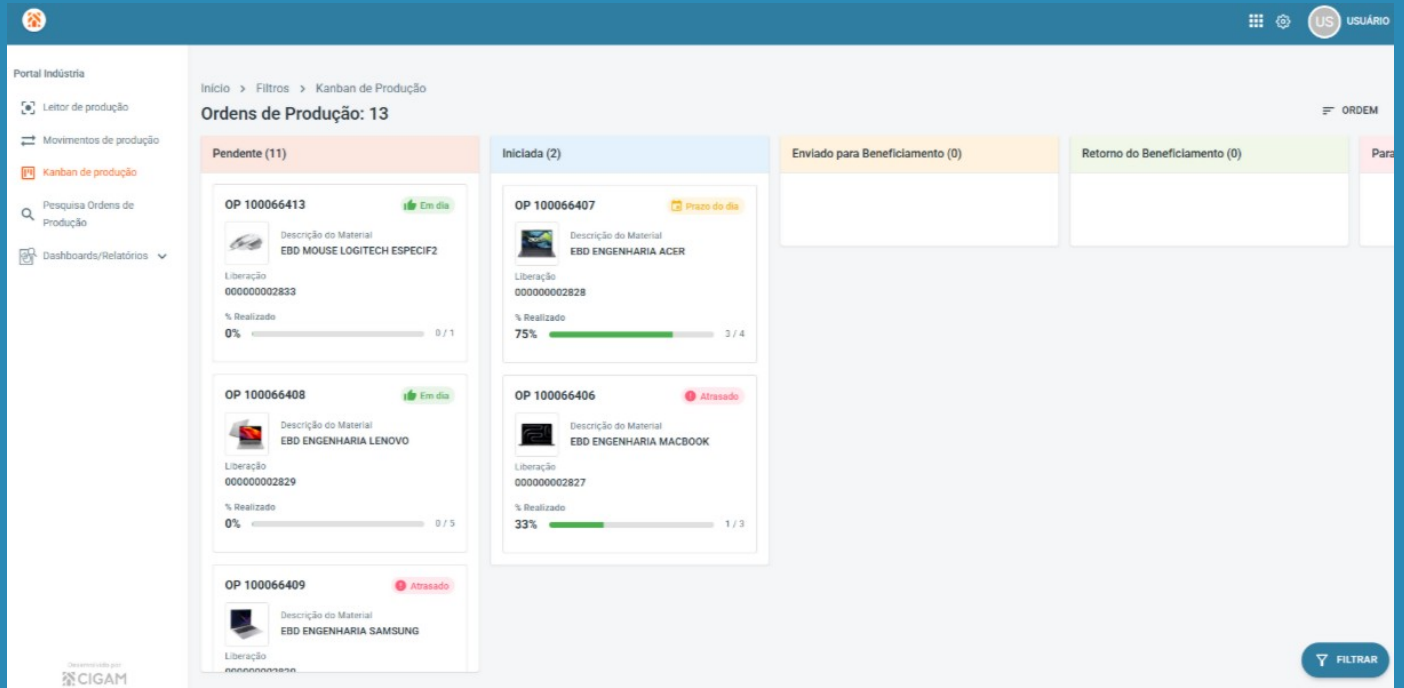 US
USUÁRIO
Portal Indústria
Leitor de produção
Movimentos de produção
Kanban de produção
Pesquisa Ordens de
Produção
Dashboards/Relatórios
Desenvolvido por
CIGAM
Início > Filtros > Kanban de Produção
Ordens de Produção: 13
ORDEM
Pendente (11)
OP 100066413
Em dia
Descrição do Material
EBD MOUSE LOGITECH ESPECIF2
Liberação
000000002833
% Realizado
0%
0 / 1
OP 100066408
Em dia
Descrição do Material
EBD ENGENHARIA LENOVO
Liberação
000000002829
% Realizado
0%
0 / 5
OP 100066409
Atrasado
Descrição do Material
EBD ENGENHARIA SAMSUNG
Liberação
Iniciada (2)
OP 100066407
Prazo do dia
Descrição do Material
EBD ENGENHARIA ACER
Liberação
000000002828
% Realizado
75%
3 / 4
OP 100066406
Atrasado
Descrição do Material
EBD ENGENHARIA MACBOOK
Liberação
000000002827
% Realizado
33%
1 / 3
Enviado para Beneficiamento (0)
Retorno do Beneficiamento (0)
Para
FILTRAR